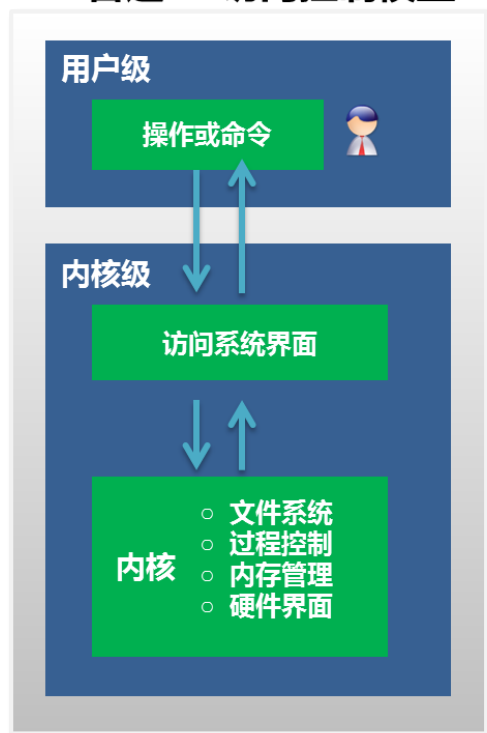 用户级
操作或命令
内核级
访问系统界面
内核
○ 文件系统
○ 过程控制
○ 内存管理
○ 硬件界面